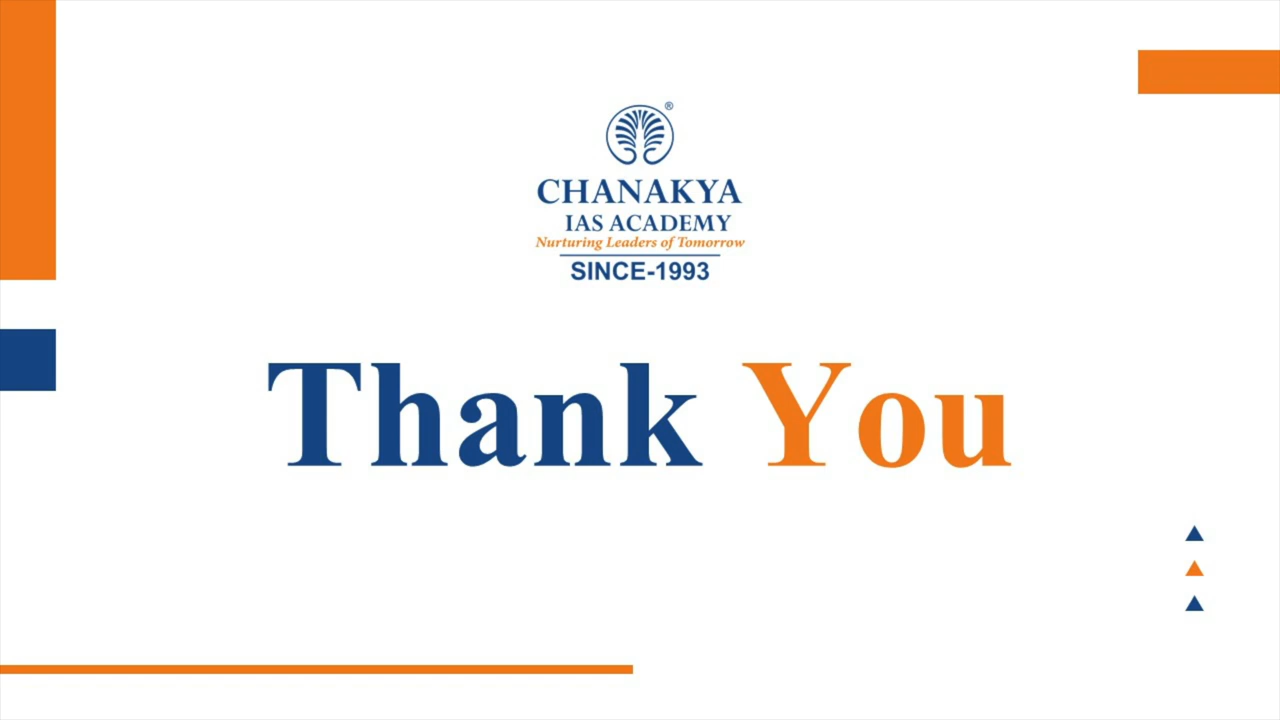 ®
CHANAKYA
IAS ACADEMY
Nurturing Leaders of Tomorrow
SINCE-1993
Thank You